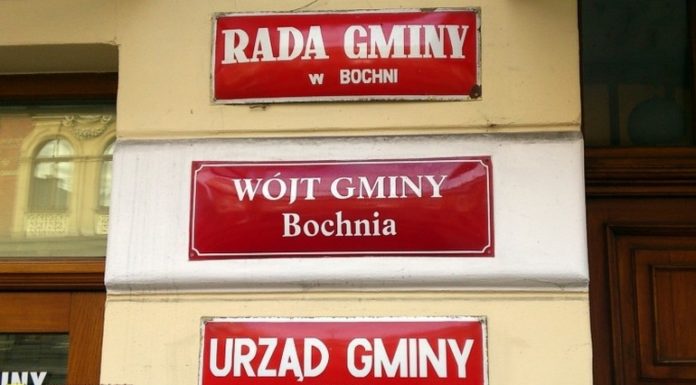 RADA GMINY
w BOCHNI
WÓJT GMINY
Bochnia
URZĄD GMINY